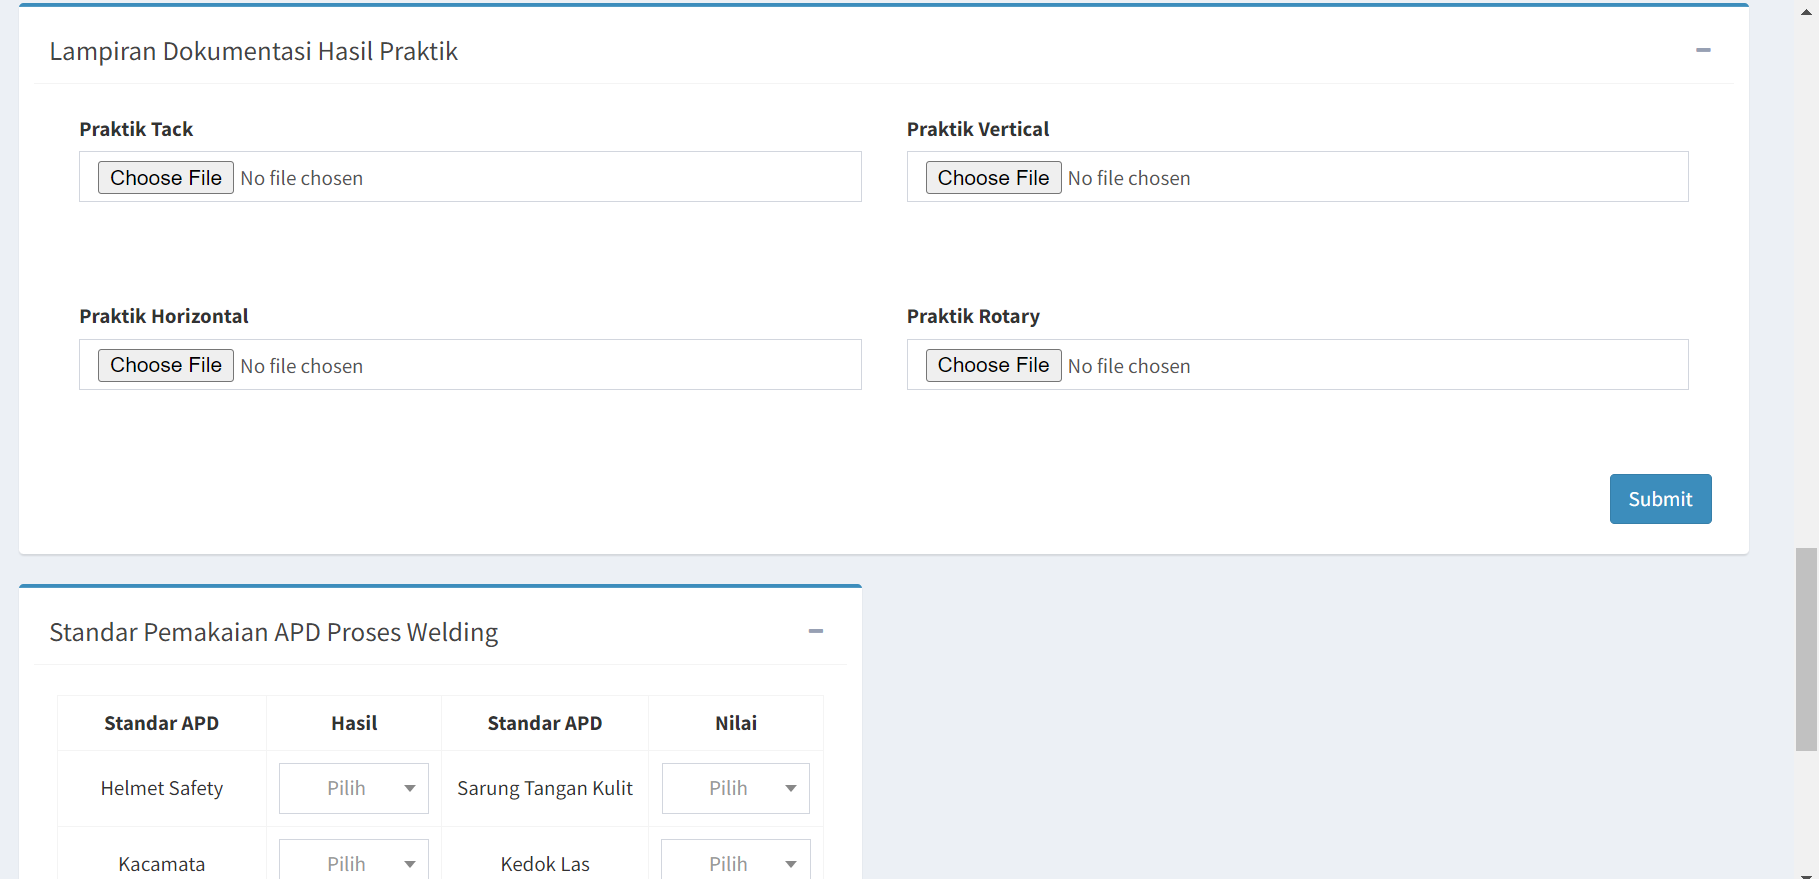 Lampiran Dokumentasi Hasil Praktik
Praktik Tack
Praktik Vertical
Choose File No file chosen
Choose File No file chosen
Praktik Horizontal
Praktik Rotary
Choose File No file chosen
Choose File No file chosen
Submit
Standar Pemakaian APD Proses Welding
Standar APD Hasil Standar APD Nilai
Helmet Safety Pilih Sarung Tangan Kulit Pilih
Kacamata Pilih Kedok Las Pilih